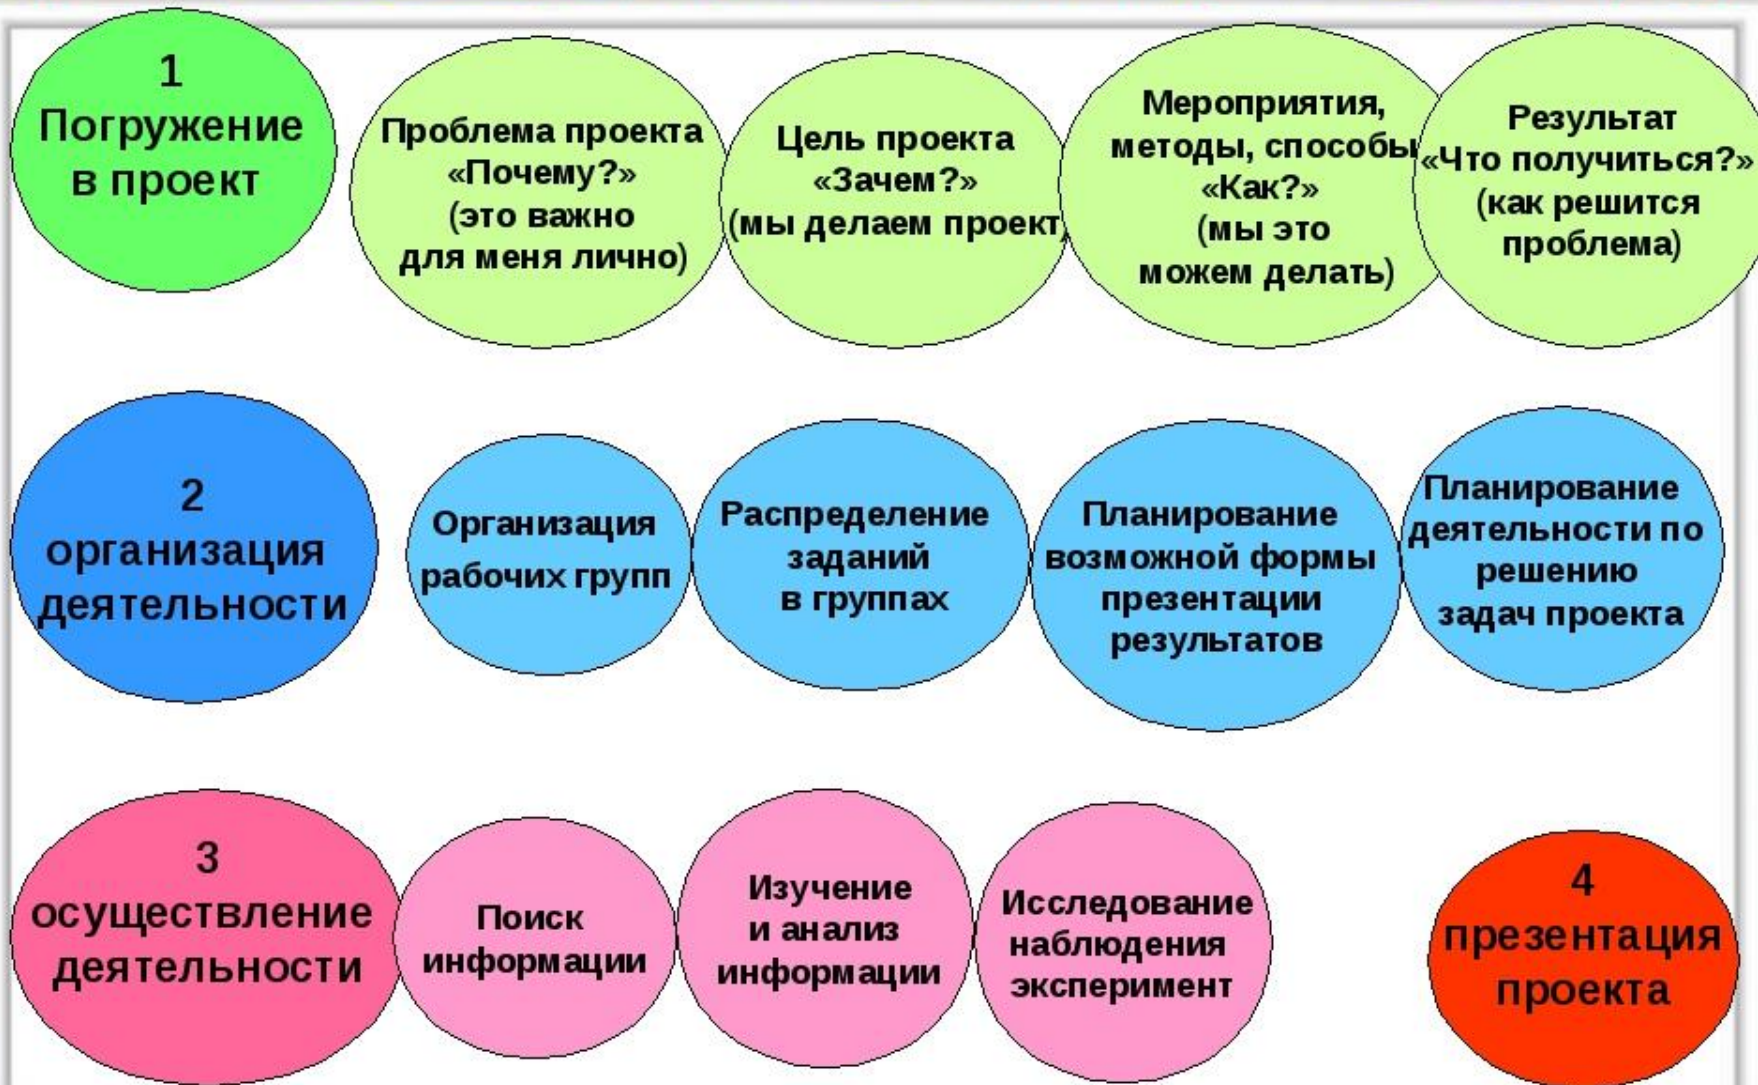 1
Погружение
в проект
Проблема проекта
«Почему?»
(это важно
для меня лично)
Цель проекта
«Зачем?»
(мы делаем проект)
Мероприятия,
методы, способы
«Как?»
(мы это
можем делать)
Результат
«Что получиться?»
(как решится
проблема)
2
организация
деятельности
Организация
рабочих групп
Распределение
заданий
в группах
Планирование
возможной формы
презентации
результатов
Планирование
деятельности по
решению
задач проекта
3
осуществление
деятельности
Поиск
информации
Изучение
и анализ
информации
Исследование
наблюдения
эксперимент
4
презентация
проекта